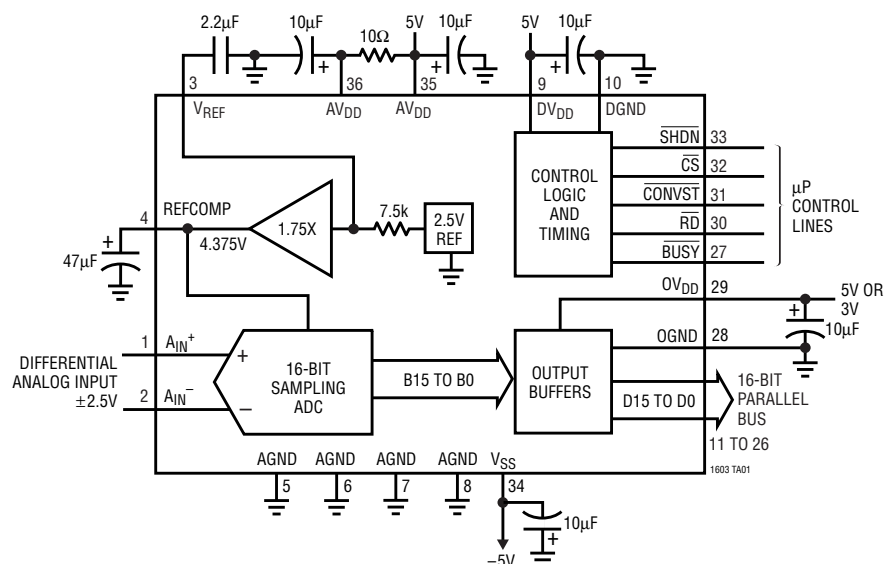 2.2µF
10µF
10Ω
5V
10µF
5V
10µF
3
36
35
9
10
VREF
AVDD
AVDD
DVDD
DGND
SHDN
33
CS
32
CONVST
31
RD
30
BUSY
27
µP
CONTROL
LINES
CONTROL
LOGIC
AND
TIMING
4
REFCOMP
4.375V
1.75X
7.5k
2.5V
REF
47µF
+
OVDD
29
5V OR
3V
10µF
OGND
28
1
AIN+
2
AIN−
DIFFERENTIAL
ANALOG INPUT
±2.5V
+
−
16-BIT
SAMPLING
ADC
B15 TO B0
OUTPUT
BUFFERS
D15 TO D0
16-BIT
PARALLEL
BUS
11 TO 26
AGND
AGND
AGND
AGND
VSS
5
6
7
8
34
10µF
+
−5V
1603 TA01